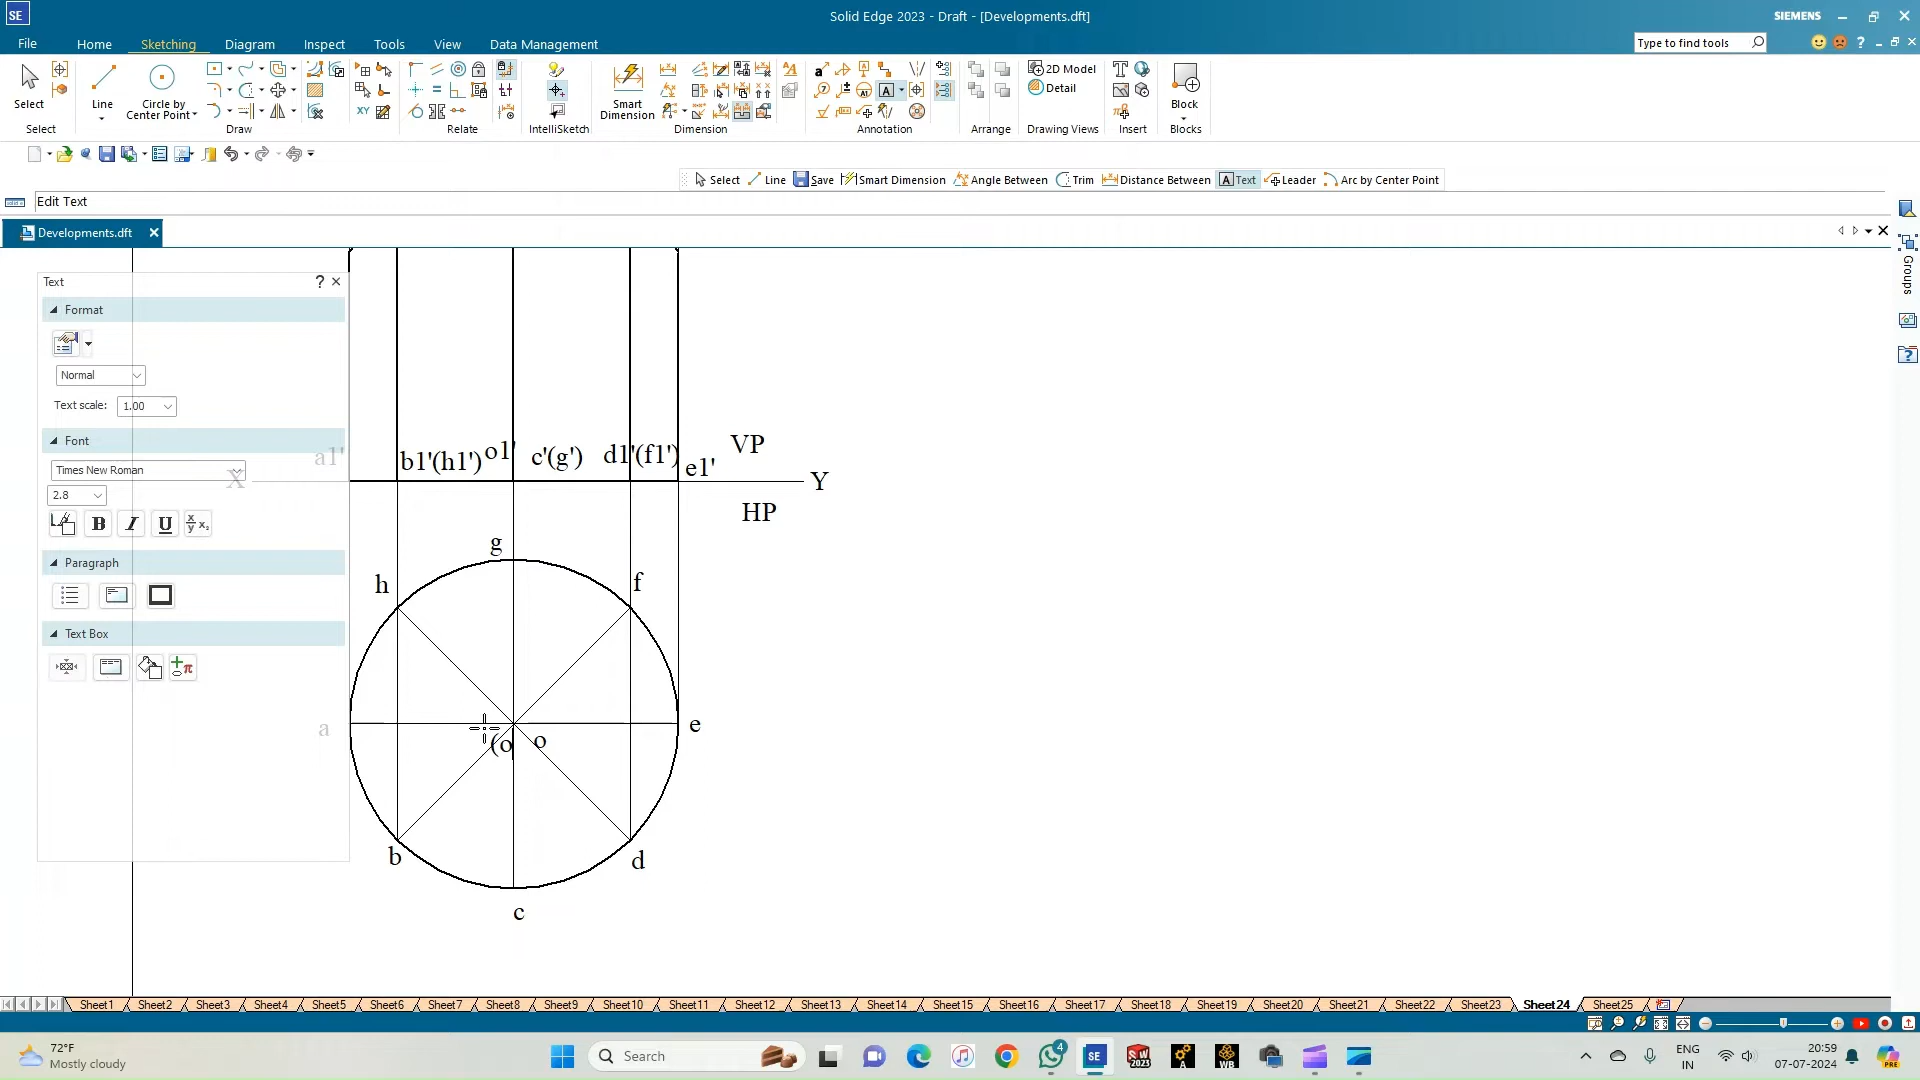 SE
Solid Edge 2023 - Draft - [Developments.dft]
SIEMENS
File
Home
Sketching
Diagram
Inspect
Tools
View
Data Management
Type to find tools
Select
Line
Circle by
Center Point
Smart
Dimension
2D Model
Detail
Block
Select
Draw
Relate
IntelliSketch
Dimension
Annotation
Arrange
Drawing Views
Insert
Blocks
Select
Line
Save
Smart Dimension
Angle Between
Trim
Distance Between
Text
Leader
Arc by Center Point
Edit Text
Developments.dft
Groups
Text
Format
Normal
Text scale: 1.00
Font
Times New Roman
2.8
B I U
Paragraph
Text Box
a1'
b1'(h1')
o1'
c'(g')
d1'(f1')
e1'
VP
X
Y
HP
g
h
f
a
e
(o
o
b
d
c
Sheet1
Sheet2
Sheet3
Sheet4
Sheet5
Sheet6
Sheet7
Sheet8
Sheet9
Sheet10
Sheet11
Sheet12
Sheet13
Sheet14
Sheet15
Sheet16
Sheet17
Sheet18
Sheet19
Sheet20
Sheet21
Sheet22
Sheet23
Sheet24
Sheet25
72°F
Mostly cloudy
Search
4
SE
ENG
IN
20:59
07-07-2024